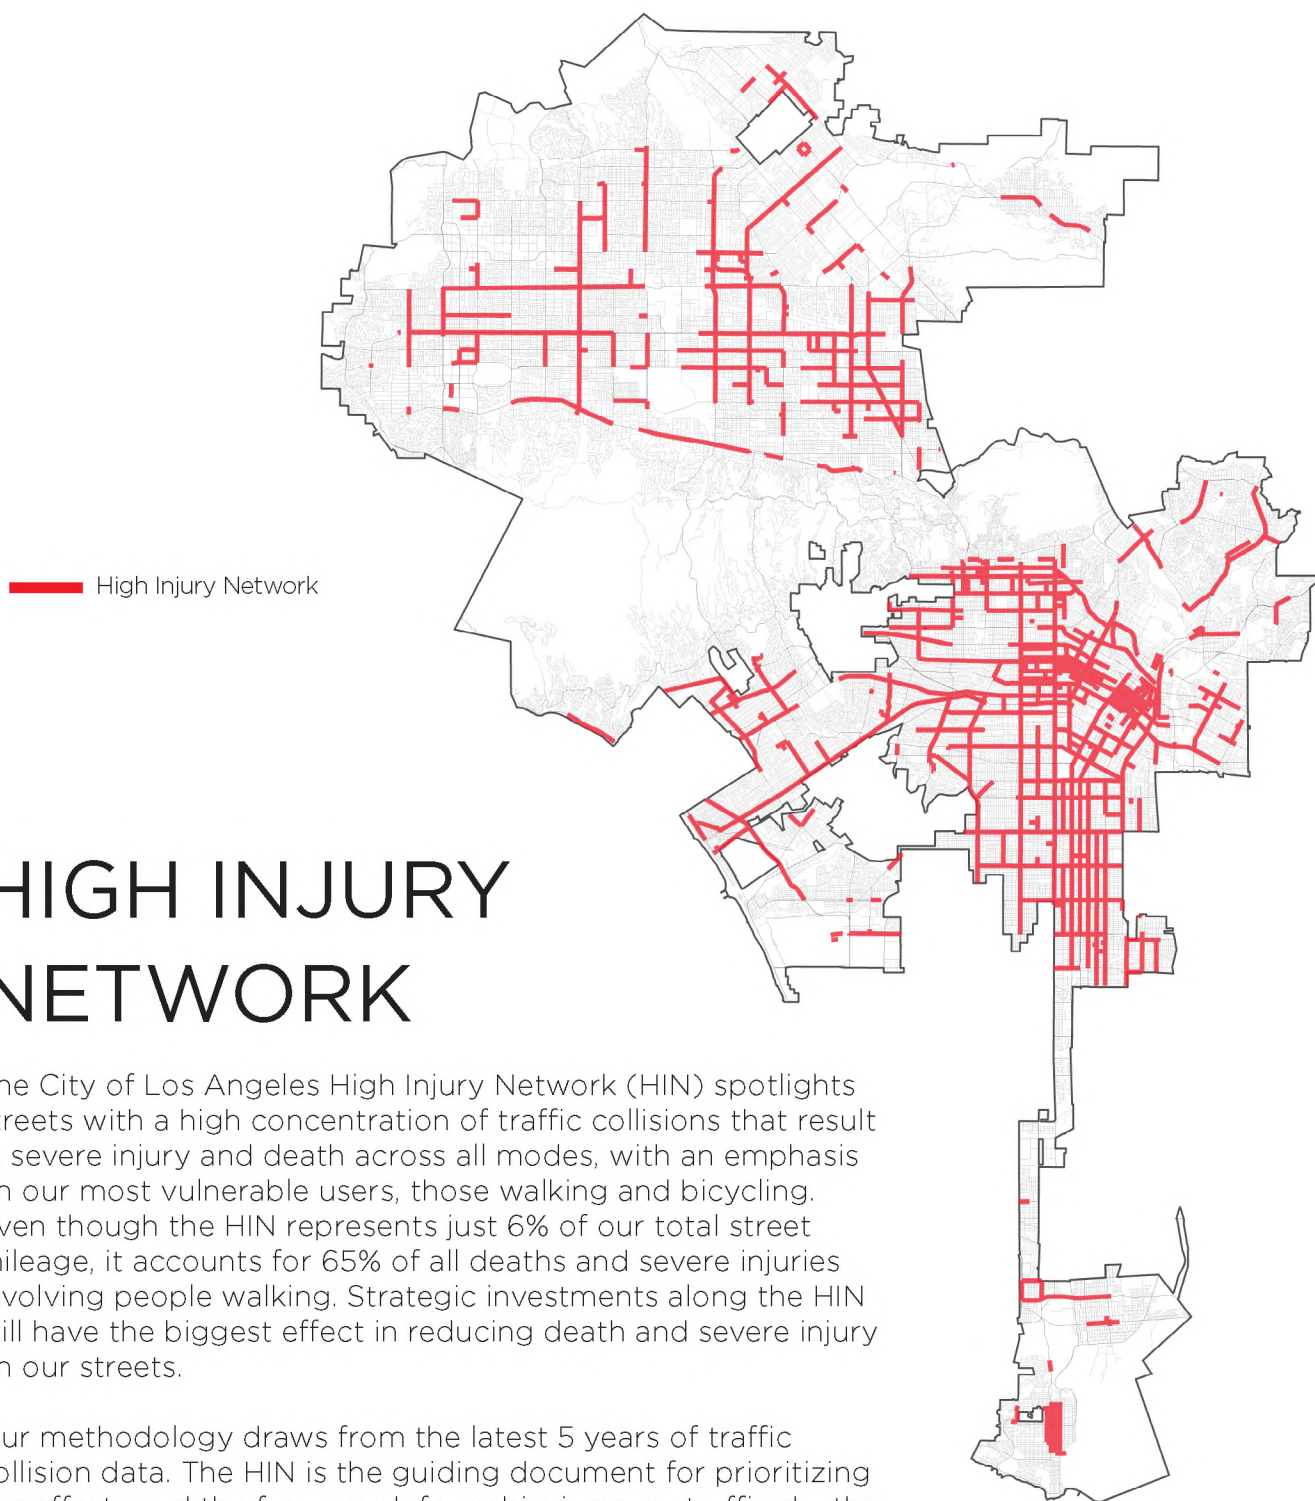 High Injury Network
HIGH INJURY
NETWORK
he City of Los Angeles High Injury Network (HIN) spotlights
treets with a high concentration of traffic collisions that result
severe injury and death across all modes, with an emphasis
n our most vulnerable users, those walking and bicycling.
ven though the HIN represents just 6% of our total street
ileage, it accounts for 65% of all deaths and severe injuries
volving people walking. Strategic investments along the HIN
ill have the biggest effect in reducing death and severe injury
n our streets.
ur methodology draws from the latest 5 years of traffic
ollision data. The HIN is the guiding document for prioritizing